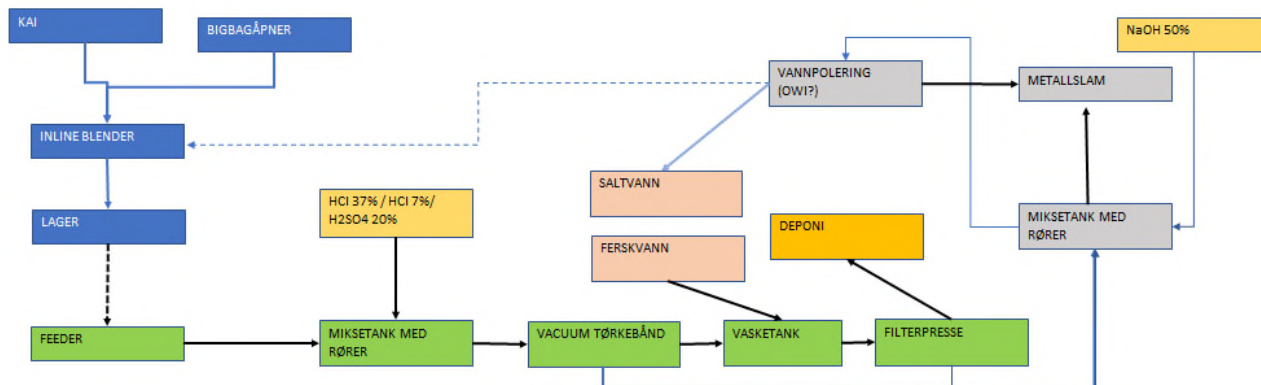 KAI
BIGBAGÅPNER
NaOH 50%
VANNPOLERING
(OWI?)
METALLSLAM
INLINE BLENDER
SALTVANN
HCl 37% / HCl 7%/
H2SO4 20%
LAGER
DEPONI
MIKSETANK MED
RØRER
FERSKVANN
FEEDER
MIKSETANK MED
RØRER
VACUUM TØRKEBÅND
VASKETANK
FILTERPRESSE